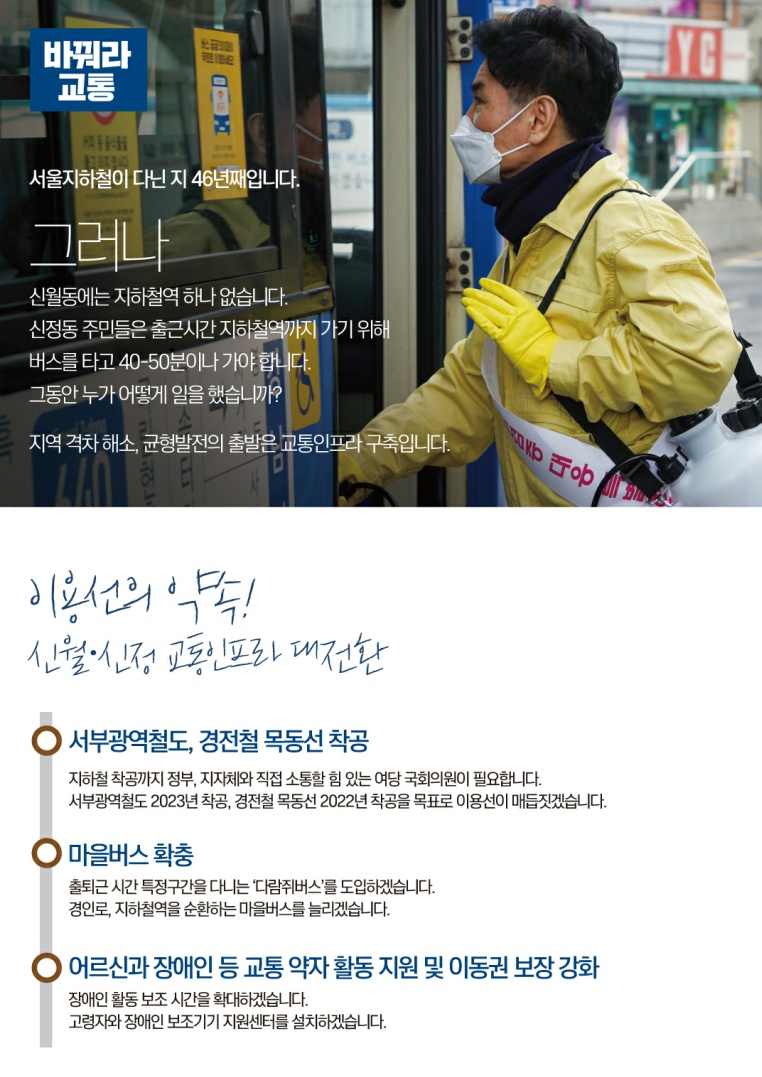 바꿔라
교통
YC
서울지하철이 다닌 지 46년째입니다.
그러나
신월동에는 지하철역 하나 없습니다.
신정동 주민들은 출근시간 지하철역까지 가기 위해
버스를 타고 40-50분이나 가야 합니다.
그동안 누가 어떻게 일을 했습니까?
지역 격차 해소, 균형발전의 출발은 교통인프라 구축입니다.
640
이용선의 약속!
신월·신정 교통인프라 대전환
서부광역철도, 경전철 목동선 착공
지하철 착공까지 정부, 지자체와 직접 소통할 힘 있는 여당 국회의원이 필요합니다.
서부광역철도 2023년 착공, 경전철 목동선 2022년 착공을 목표로 이용선이 매듭짓겠습니다.
마을버스 확충
출퇴근 시간 특정구간을 다니는 ‘다람쥐버스’를 도입하겠습니다.
경인로, 지하철역을 순환하는 마을버스를 늘리겠습니다.
어르신과 장애인 등 교통 약자 활동 지원 및 이동권 보장 강화
장애인 활동 보조 시간을 확대하겠습니다.
고령자와 장애인 보조기기 지원센터를 설치하겠습니다.